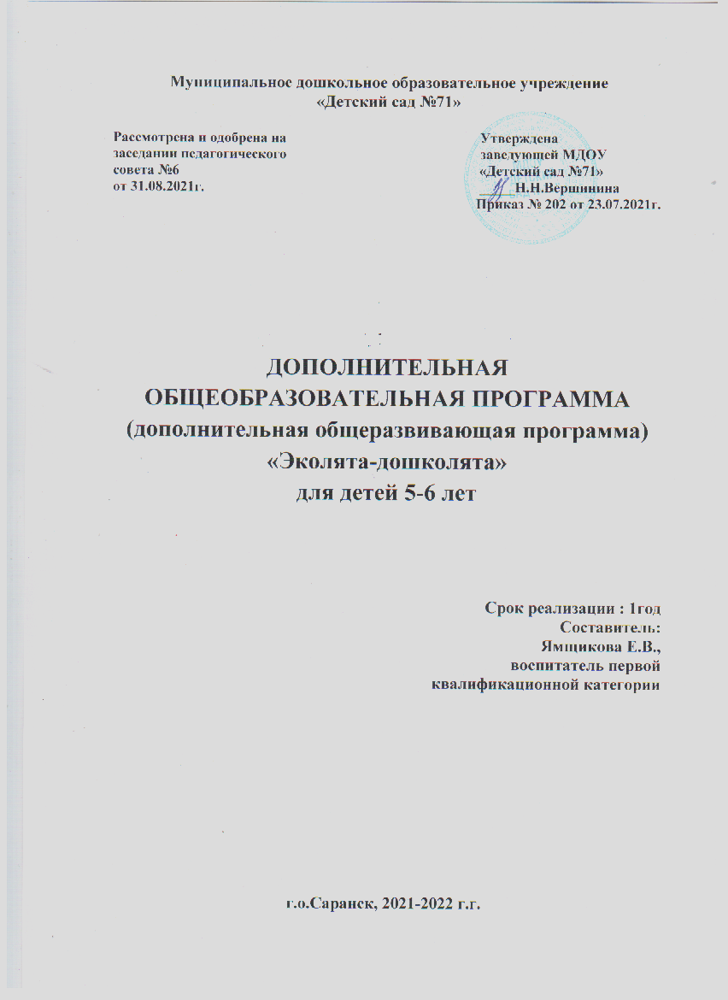 Муниципальное дошкольное образовательное учреждение
«Детский сад №71»
Рассмотрена и одобрена на
заседании педагогического
совета №6
от 31.08.2021г.
Утверждена
заведующей МДОУ
«Детский сад №71»
Н.Н.Вершинина
Приказ № 202 от 23.07.2021г.
ДОПОЛНИТЕЛЬНАЯ
ОБЩЕОБРАЗОВАТЕЛЬНАЯ ПРОГРАММА
(дополнительная общеразвивающая программа)
«Эколята-дошколята»
для детей 5-6 лет
Срок реализации : 1год
Составитель:
Ямщикова Е.В.,
воспитатель первой
квалификационной категории
г.о.Саранск, 2021-2022 г.г.